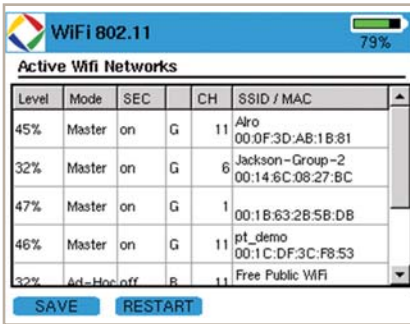 WiFi 802.11
79%
Active Wifi Networks
Level Mode SEC CH SSID / MAC
45% Master on G 11 Alro
00:0F:3D:AB:1B:81
32% Master on G 6 Jackson-Group-2
00:14:6C:08:27:BC
47% Master on G 1
00:1B:63:2B:5B:DB
46% Master on G 11 pt_demo
00:1C:DF:3C:F8:53
32% Ad-Hoc off B 11 Free Public WiFi
SAVE RESTART